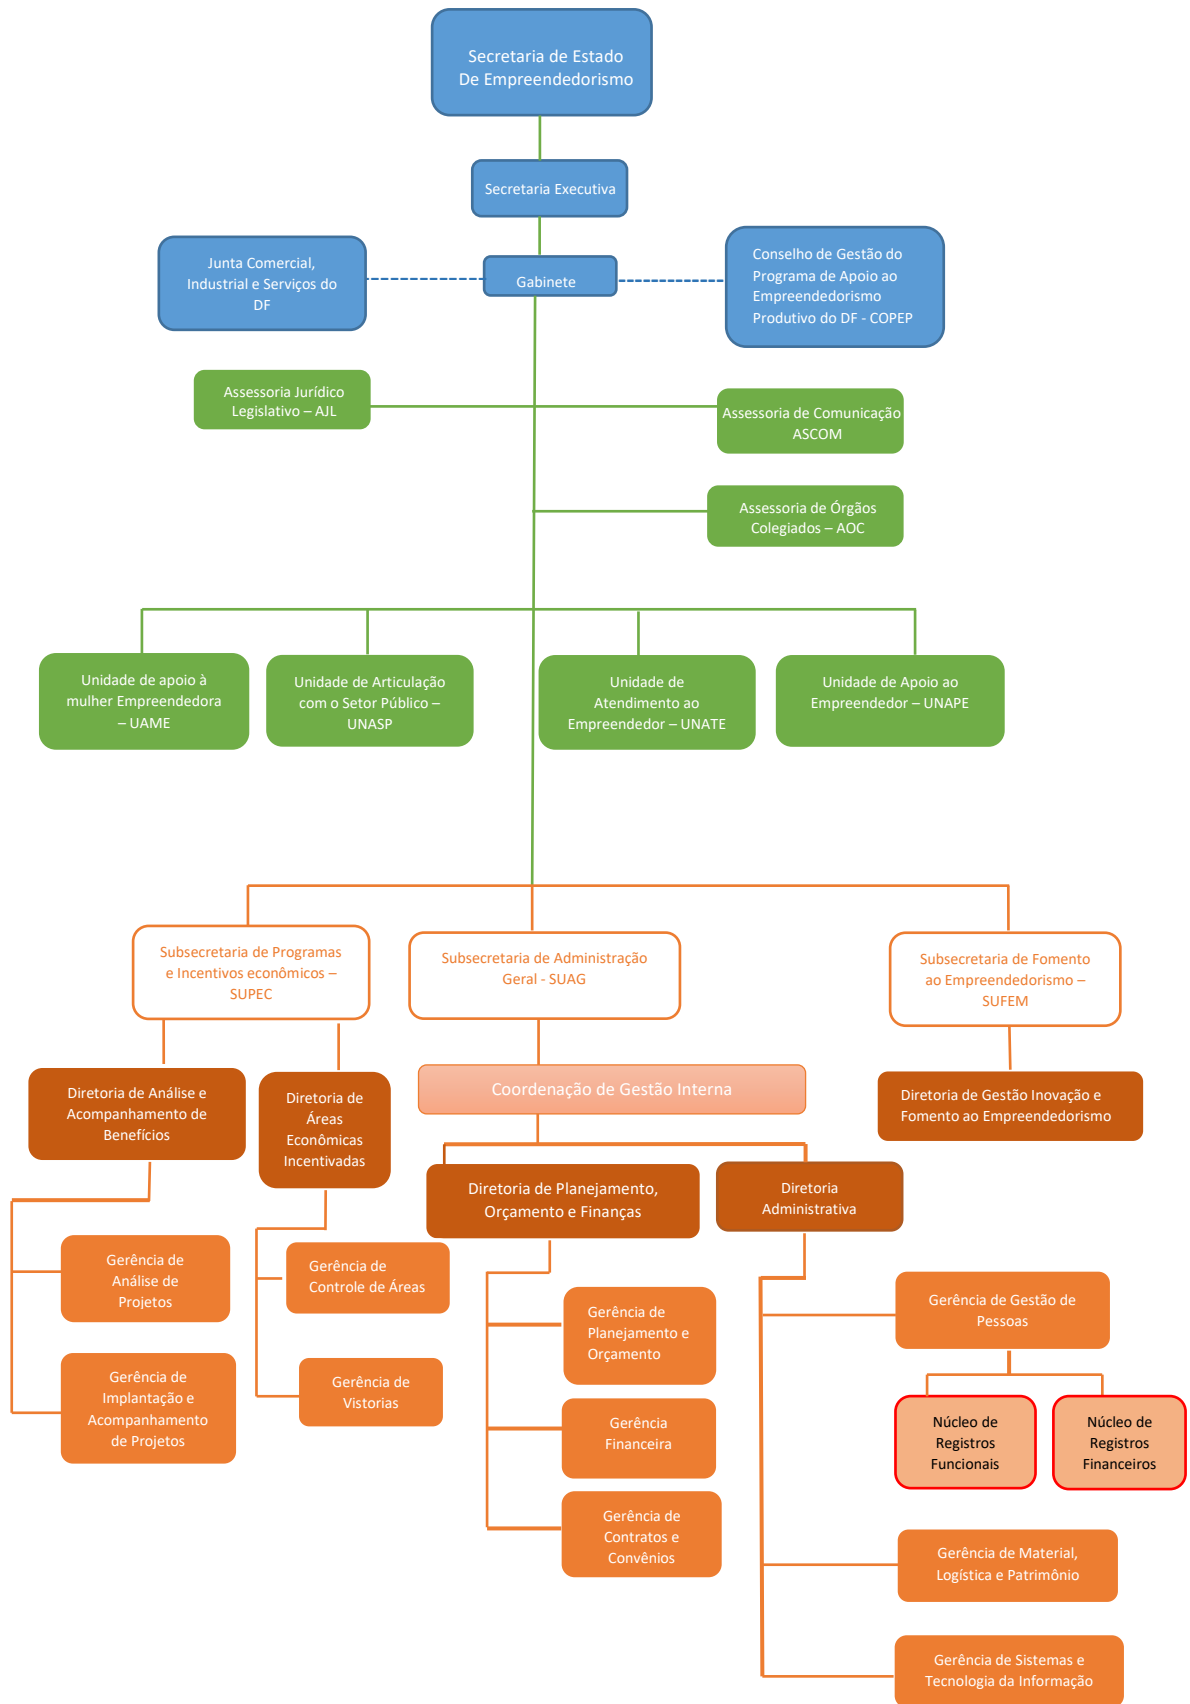 Secretaria de Estado
De Empreendedorismo
Secretaria Executiva
Junta Comercial,
Industrial e Serviços do
DF
Gabinete
Conselho de Gestão do
Programa de Apoio ao
Empreendedorismo
Produtivo do DF - COPEP
Assessoria Jurídico
Legislativo – AJL
Assessoria de Comunicação
ASCOM
Assessoria de Órgãos
Colegiados – AOC
Unidade de apoio à
mulher Empreendedora
– UAME
Unidade de Articulação
com o Setor Público –
UNASP
Unidade de
Atendimento ao
Empreendedor – UNATE
Unidade de Apoio ao
Empreendedor – UNAPE
Subsecretaria de Programas
e Incentivos econômicos –
SUPEC
Subsecretaria de Administração
Geral - SUAG
Subsecretaria de Fomento
ao Empreendedorismo –
SUFEM
Diretoria de Análise e
Acompanhamento de
Benefícios
Diretoria de
Áreas
Econômicas
Incentivadas
Coordenação de Gestão Interna
Diretoria de Gestão Inovação e
Fomento ao Empreendedorismo
Diretoria de Planejamento,
Orçamento e Finanças
Diretoria
Administrativa
Gerência de
Análise de
Projetos
Gerência de
Controle de Áreas
Gerência de
Planejamento e
Orçamento
Gerência de Gestão de
Pessoas
Gerência de
Implantação e
Acompanhamento
de Projetos
Gerência de
Vistorias
Gerência
Financeira
Núcleo de
Registros
Funcionais
Núcleo de
Registros
Financeiros
Gerência de
Contratos e
Convênios
Gerência de Material,
Logística e Patrimônio
Gerência de Sistemas e
Tecnologia da Informação